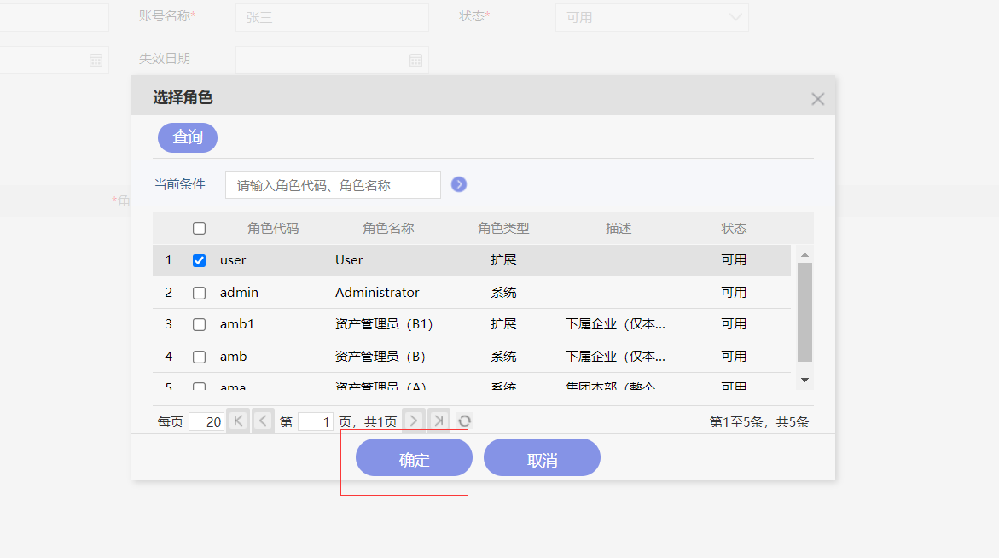 账号名称* 张三 状态* 可用
失效日期
选择角色
查询
*角
当前条件 请输入角色代码、角色名称
角色代码 角色名称 角色类型 描述 状态
1 user User 扩展 可用
2 admin Administrator 系统 可用
3 amb1 资产管理员（B1） 扩展 下属企业（仅本... 可用
4 amb 资产管理员（B） 系统 下属企业（仅本... 可用
5 ama 资产管理员（A） 系统 集团本部（整个 可用
每页 20 第 1 页，共1页 第1至5条，共5条
确定 取消